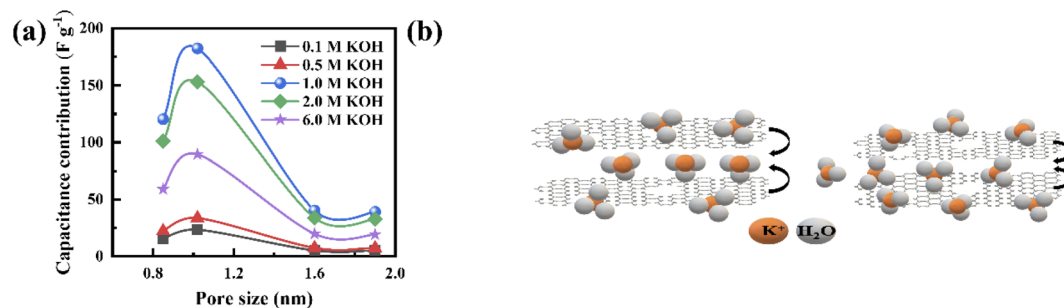 (a)
Capacitance contribution (F g⁻¹)
200
150
100
50
0
0.8
1.2
1.6
2.0
Pore size (nm)
0.1 M KOH
0.5 M KOH
1.0 M KOH
2.0 M KOH
6.0 M KOH
(b)
K⁺
H₂O